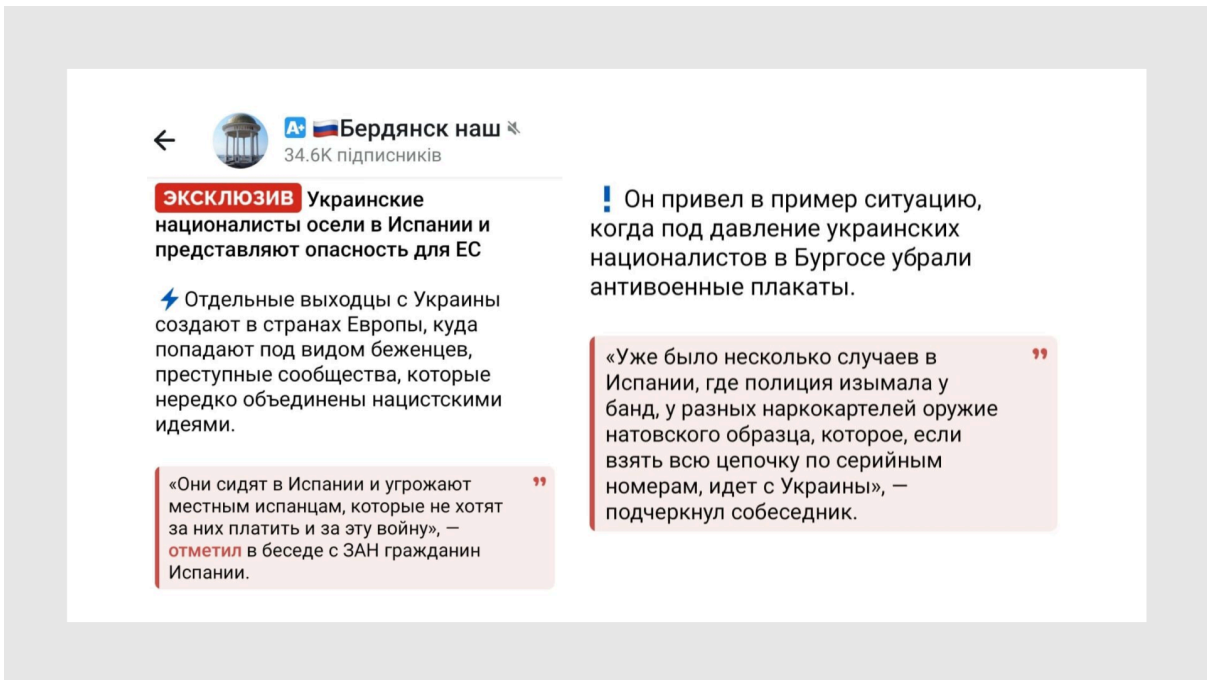 A+ 🇷🇺Бердянск наш
34.6K підписників
ЭКСКЛЮЗИВ Украинские
националисты осели в Испании и
представляют опасность для ЕС
⚡Отдельные выходцы с Украины
создают в странах Европы, куда
попадают под видом беженцев,
преступные сообщества, которые
нередко объединены нацистскими
идеями.
«Они сидят в Испании и угрожают
местным испанцам, которые не хотят
за них платить и за эту войну», —
отметил в беседе с ЗАН гражданин
Испании.
❗ Он привел в пример ситуацию,
когда под давление украинских
националистов в Бургосе убрали
антивоенные плакаты.
«Уже было несколько случаев в
Испании, где полиция изымала у
банд, у разных наркокартелей оружие
натовского образца, которое, если
взять всю цепочку по серийным
номерам, идет с Украины», —
подчеркнул собеседник.